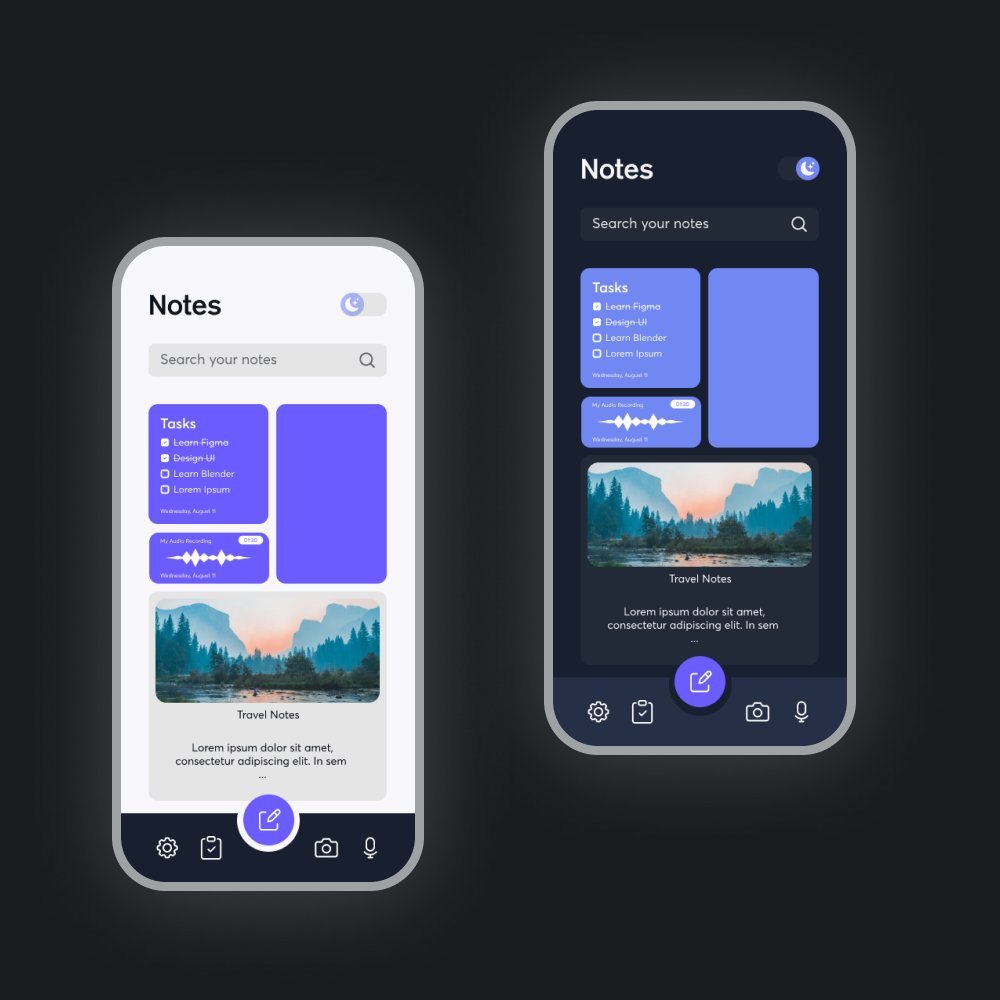 Notes
Search your notes
Tasks
Learn Figma
Design UI
Learn Blender
Lorem Ipsum
Wednesday, August 11
My Audio Recording
01:30
Wednesday, August 11
Travel Notes
Lorem ipsum dolor sit amet,
consectetur adipiscing elit. In sem
...
Notes
Search your notes
Tasks
Learn Figma
Design UI
Learn Blender
Lorem Ipsum
Wednesday, August 11
My Audio Recording
01:30
Wednesday, August 11
Travel Notes
Lorem ipsum dolor sit amet,
consectetur adipiscing elit. In sem
...